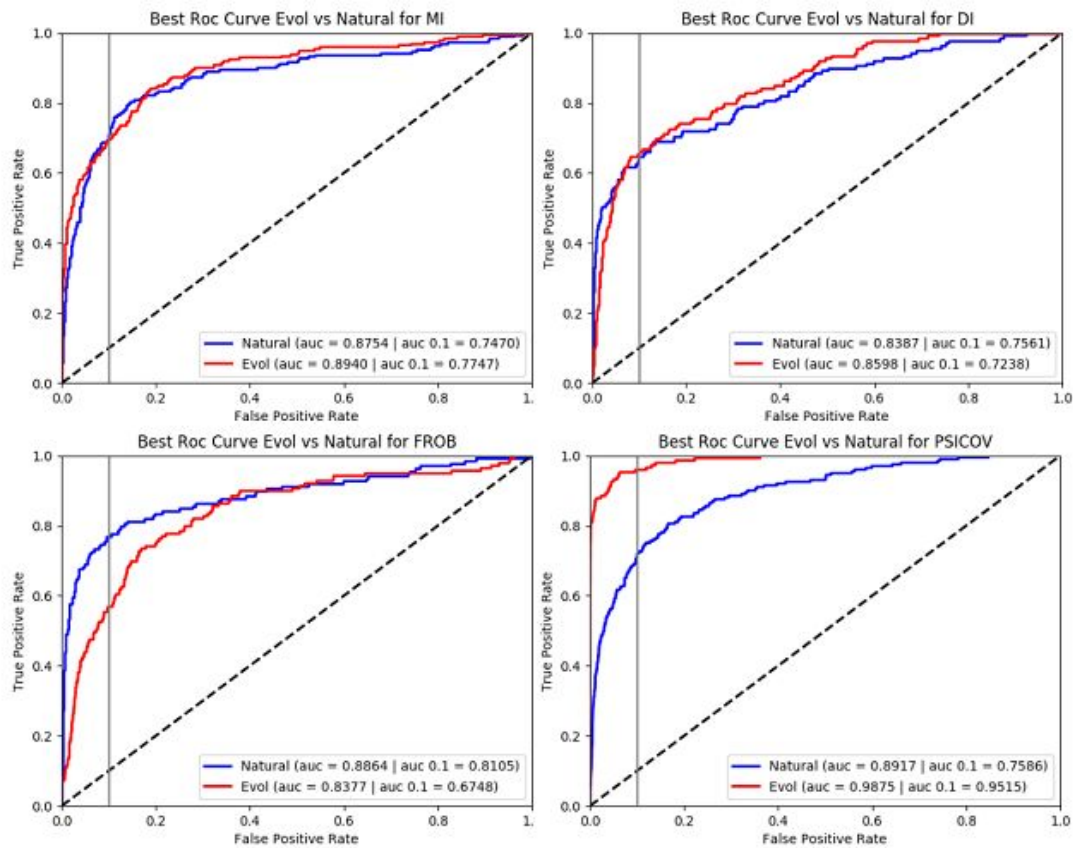 Best Roc Curve Evol vs Natural for MI
1.0
0.8
0.6
0.4
0.2
0.0
True Positive Rate
0.0 0.2 0.4 0.6 0.8 1.
False Positive Rate
Natural (auc = 0.8754 | auc 0.1 = 0.7470)
Evol (auc = 0.8940 | auc 0.1 = 0.7747)
Best Roc Curve Evol vs Natural for DI
1.0
0.8
0.6
0.4
0.2
0.0
True Positive Rate
0.0 0.2 0.4 0.6 0.8 1.0
False Positive Rate
Natural (auc = 0.8387 | auc 0.1 = 0.7561)
Evol (auc = 0.8598 | auc 0.1 = 0.7238)
Best Roc Curve Evol vs Natural for FROB
1.0
0.8
0.6
0.4
0.2
0.0
True Positive Rate
0.0 0.2 0.4 0.6 0.8 1.
False Positive Rate
Natural (auc = 0.8864 | auc 0.1 = 0.8105)
Evol (auc = 0.8377 | auc 0.1 = 0.6748)
Best Roc Curve Evol vs Natural for PSICOV
1.0
0.8
0.6
0.4
0.2
0.0
True Positive Rate
0.0 0.2 0.4 0.6 0.8 1.0
False Positive Rate
Natural (auc = 0.8917 | auc 0.1 = 0.7586)
Evol (auc = 0.9875 | auc 0.1 = 0.9515)